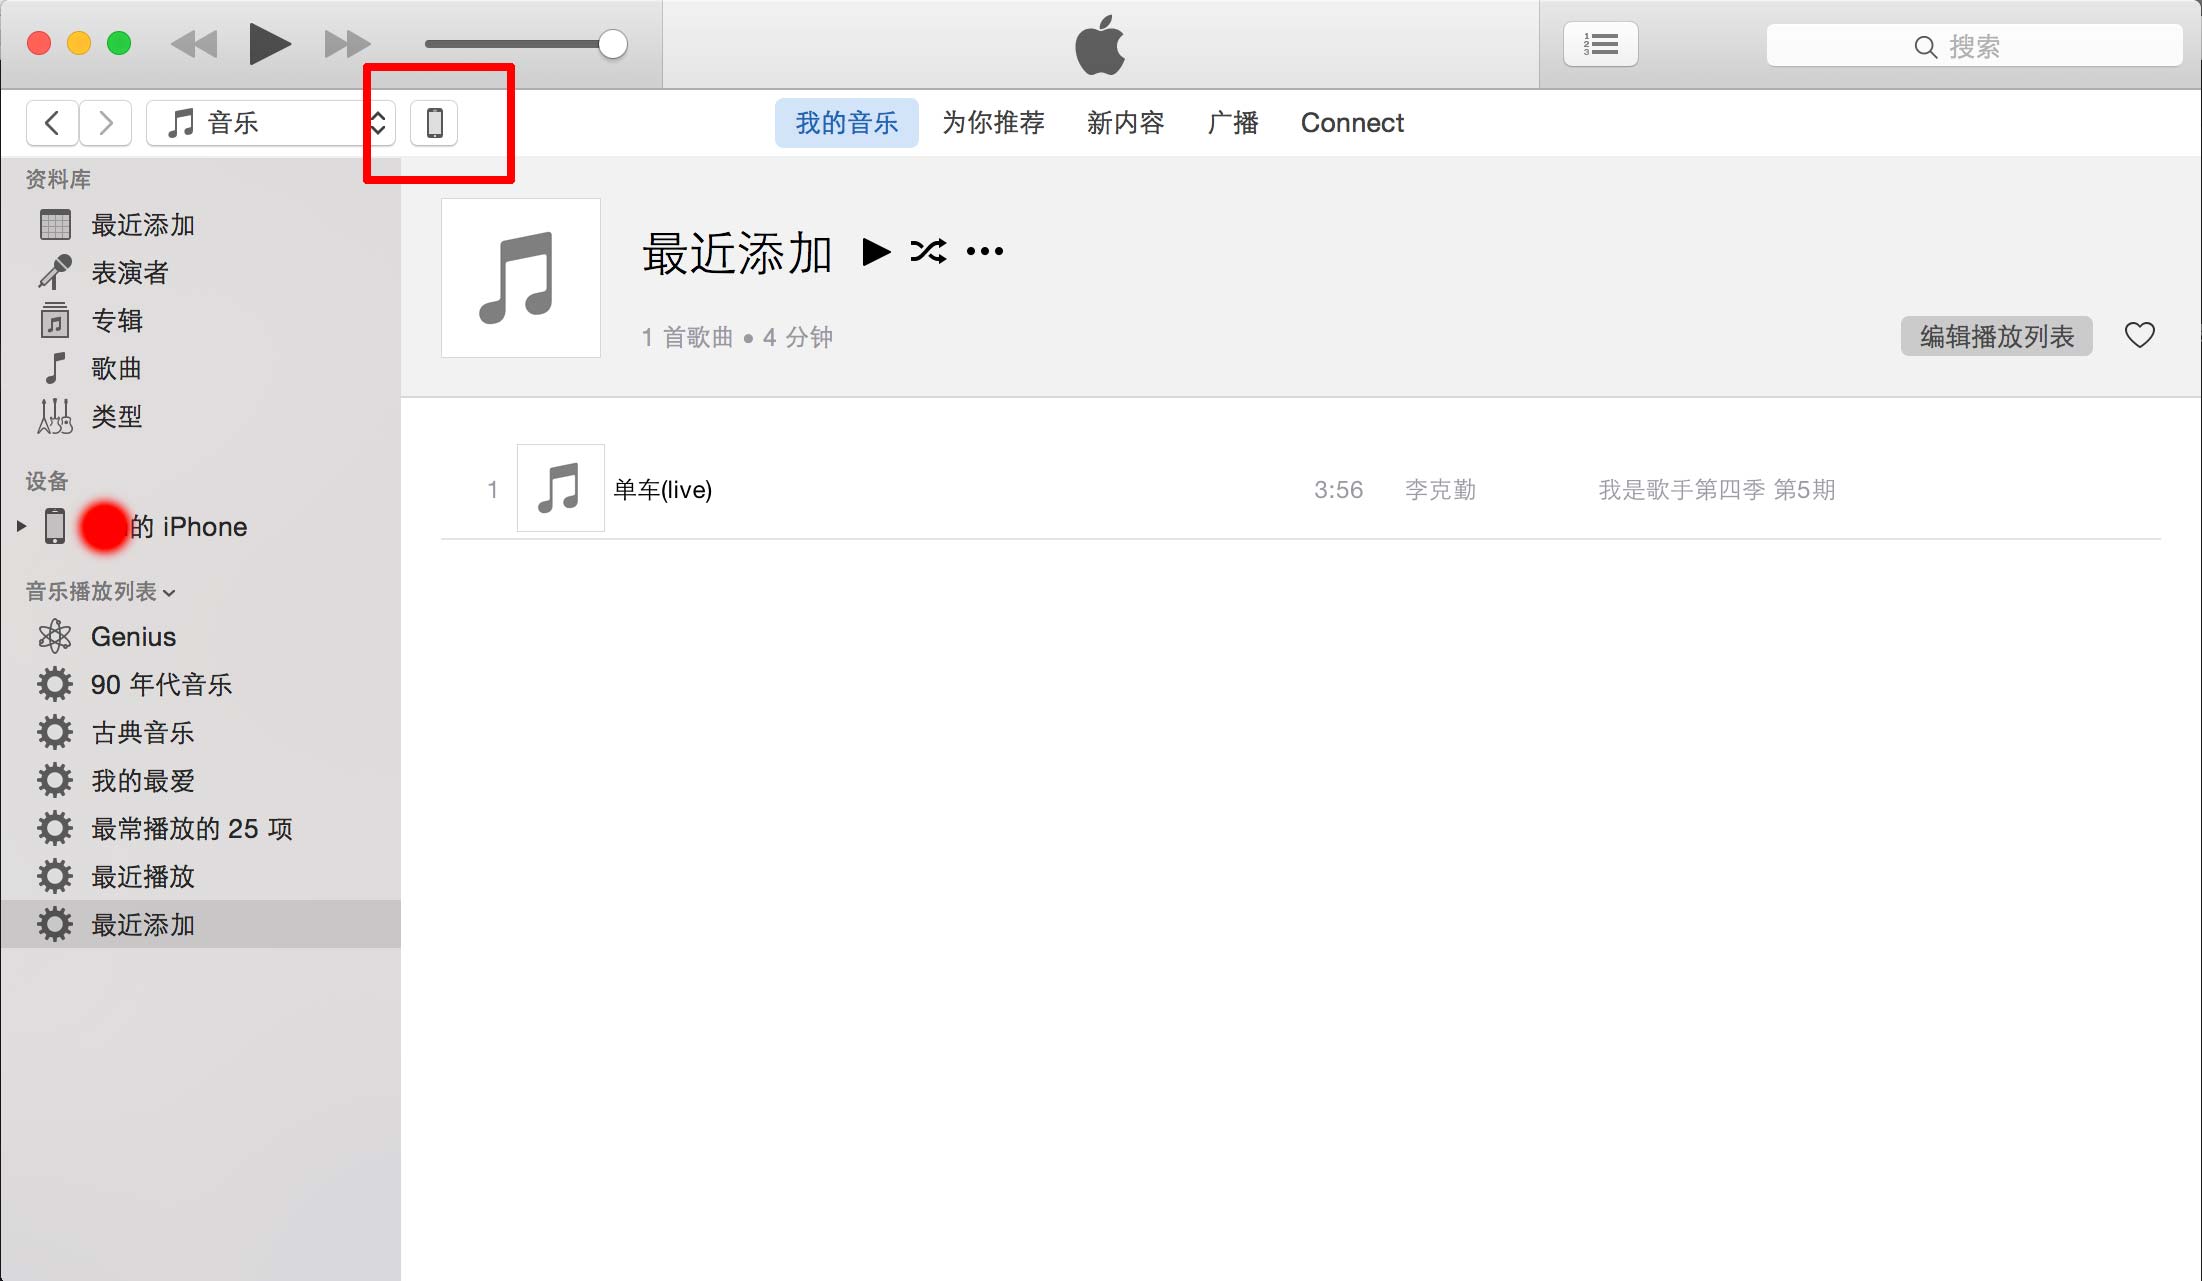 搜索
音乐
我的音乐 为你推荐 新内容 广播 Connect
资料库
最近添加
表演者
专辑
歌曲
类型
设备
的 iPhone
音乐播放列表
Genius
90 年代音乐
古典音乐
我的最爱
最常播放的 25 项
最近播放
最近添加
最近添加
1 首歌曲 • 4 分钟
编辑播放列表
1 单车(live) 3:56 李克勤 我是歌手第四季 第5期